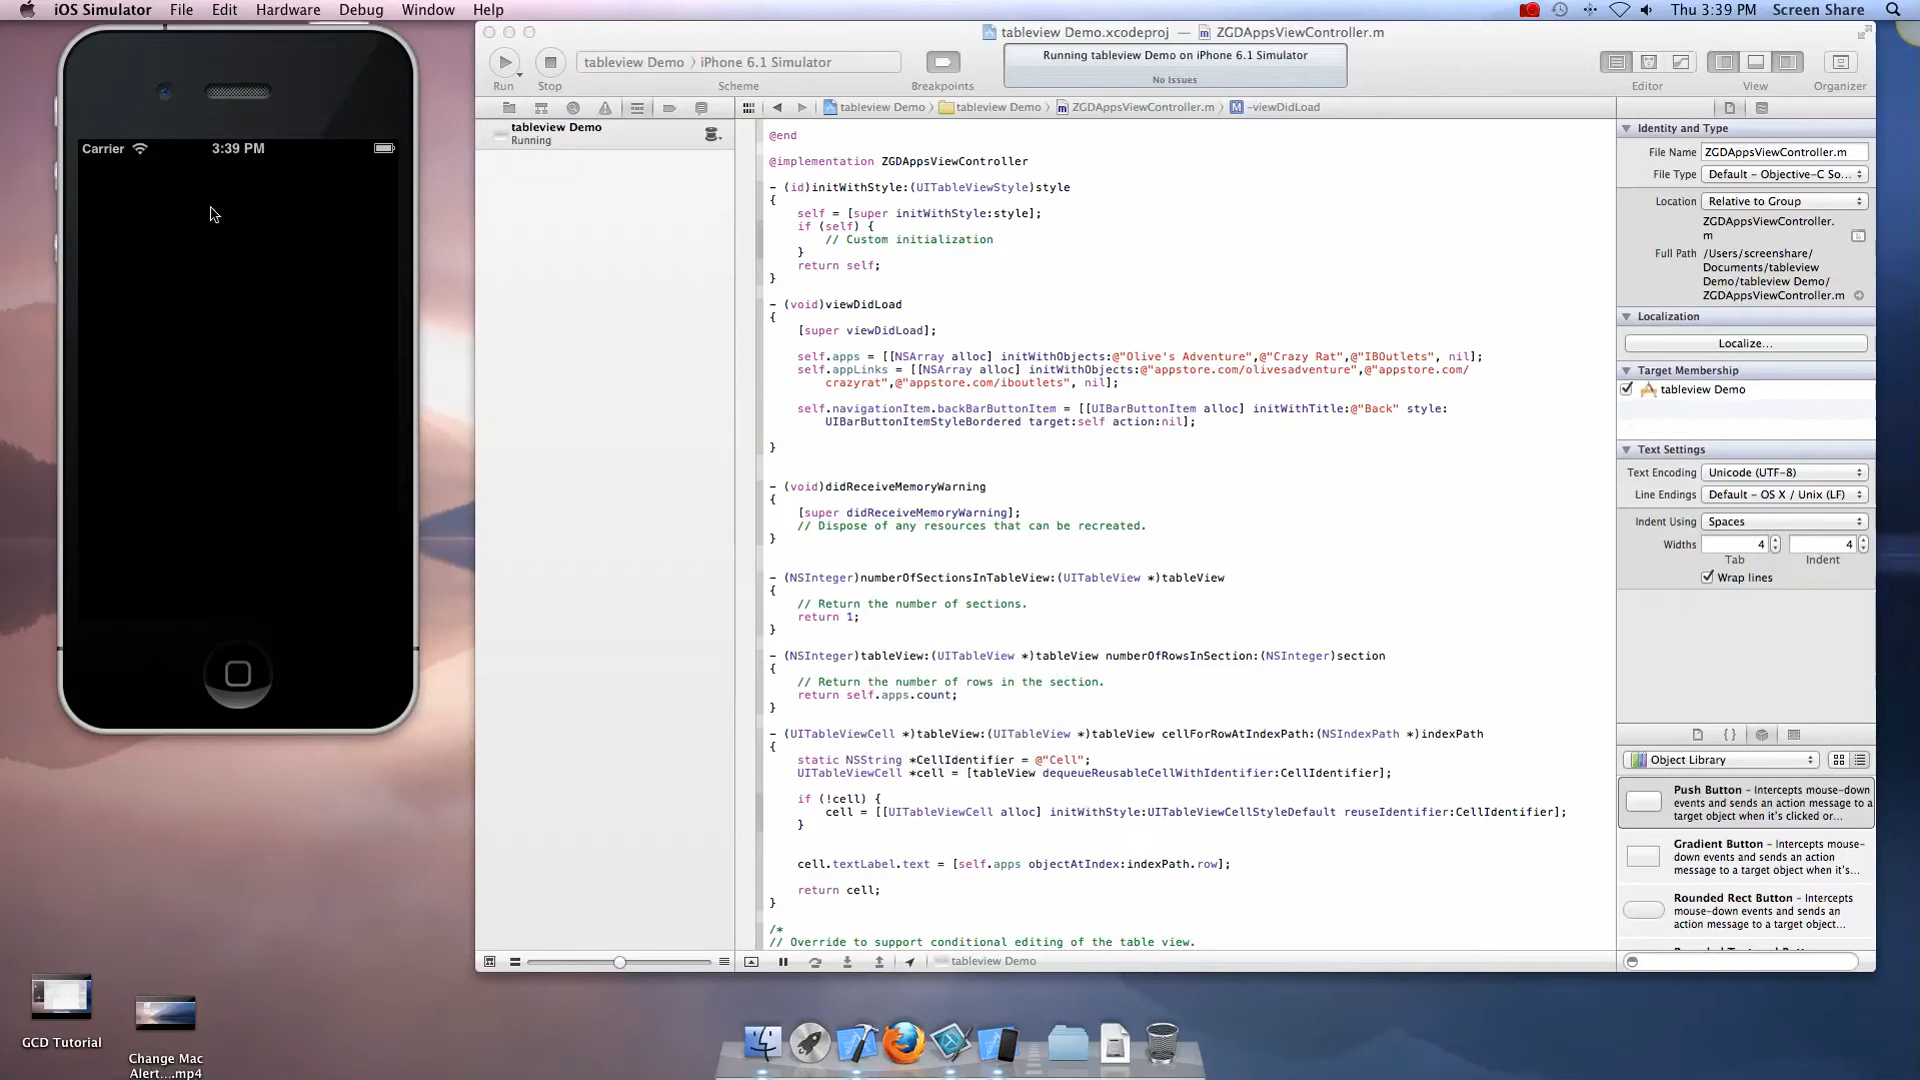 iOS Simulator File Edit Hardware Debug Window Help
Thu 3:39 PM Screen Share
Carrier 3:39 PM
tableview Demo.xcodeproj — ZGDAppsViewController.m
tableview Demo 〉 iPhone 6.1 Simulator
Running tableview Demo on iPhone 6.1 Simulator
No Issues
Run Stop Scheme Breakpoints Editor View Organizer
tableview Demo 〉 tableview Demo 〉 ZGDAppsViewController.m 〉 M -viewDidLoad
tableview Demo
Running
@end
@implementation ZGDAppsViewController
- (id)initWithStyle:(UITableViewStyle)style
{
self = [super initWithStyle:style];
if (self) {
// Custom initialization
}
return self;
}
- (void)viewDidLoad
{
[super viewDidLoad];
self.apps = [[NSArray alloc] initWithObjects:@"Olive's Adventure",@"Crazy Rat",@"IBOutlets", nil];
self.appLinks = [[NSArray alloc] initWithObjects:@"appstore.com/olivesadventure",@"appstore.com/
crazyrat",@"appstore.com/iboutlets", nil];
self.navigationItem.backBarButtonItem = [[UIBarButtonItem alloc] initWithTitle:@"Back" style:
UIBarButtonItemStyleBordered target:self action:nil];
}
- (void)didReceiveMemoryWarning
{
[super didReceiveMemoryWarning];
// Dispose of any resources that can be recreated.
}
- (NSInteger)numberOfSectionsInTableView:(UITableView *)tableView
{
// Return the number of sections.
return 1;
}
- (NSInteger)tableView:(UITableView *)tableView numberOfRowsInSection:(NSInteger)section
{
// Return the number of rows in the section.
return self.apps.count;
}
- (UITableViewCell *)tableView:(UITableView *)tableView cellForRowAtIndexPath:(NSIndexPath *)indexPath
{
static NSString *CellIdentifier = @"Cell";
UITableViewCell *cell = [tableView dequeueReusableCellWithIdentifier:CellIdentifier];
if (!cell) {
cell = [[UITableViewCell alloc] initWithStyle:UITableViewCellStyleDefault reuseIdentifier:CellIdentifier];
}
cell.textLabel.text = [self.apps objectAtIndex:indexPath.row];
return cell;
}
/*
// Override to support conditional editing of the table view.
tableview Demo
Identity and Type
File Name ZGDAppsViewController.m
File Type Default - Objective-C So...
Location Relative to Group
ZGDAppsViewController.
m
Full Path /Users/screenshare/
Documents/tableview
Demo/tableview Demo/
ZGDAppsViewController.m
Localization
Localize...
Target Membership
tableview Demo
Text Settings
Text Encoding Unicode (UTF-8)
Line Endings Default - OS X / Unix (LF)
Indent Using Spaces
Widths 4 4
Tab Indent
Wrap lines
{ }
Object Library
Push Button - Intercepts mouse-down
events and sends an action message to a
target object when it's clicked or...
Gradient Button - Intercepts mouse-
down events and sends an action
message to a target object when it's...
Rounded Rect Button - Intercepts
mouse-down events and sends an
action message to a target object...
GCD Tutorial
Change Mac
Alert....mp4